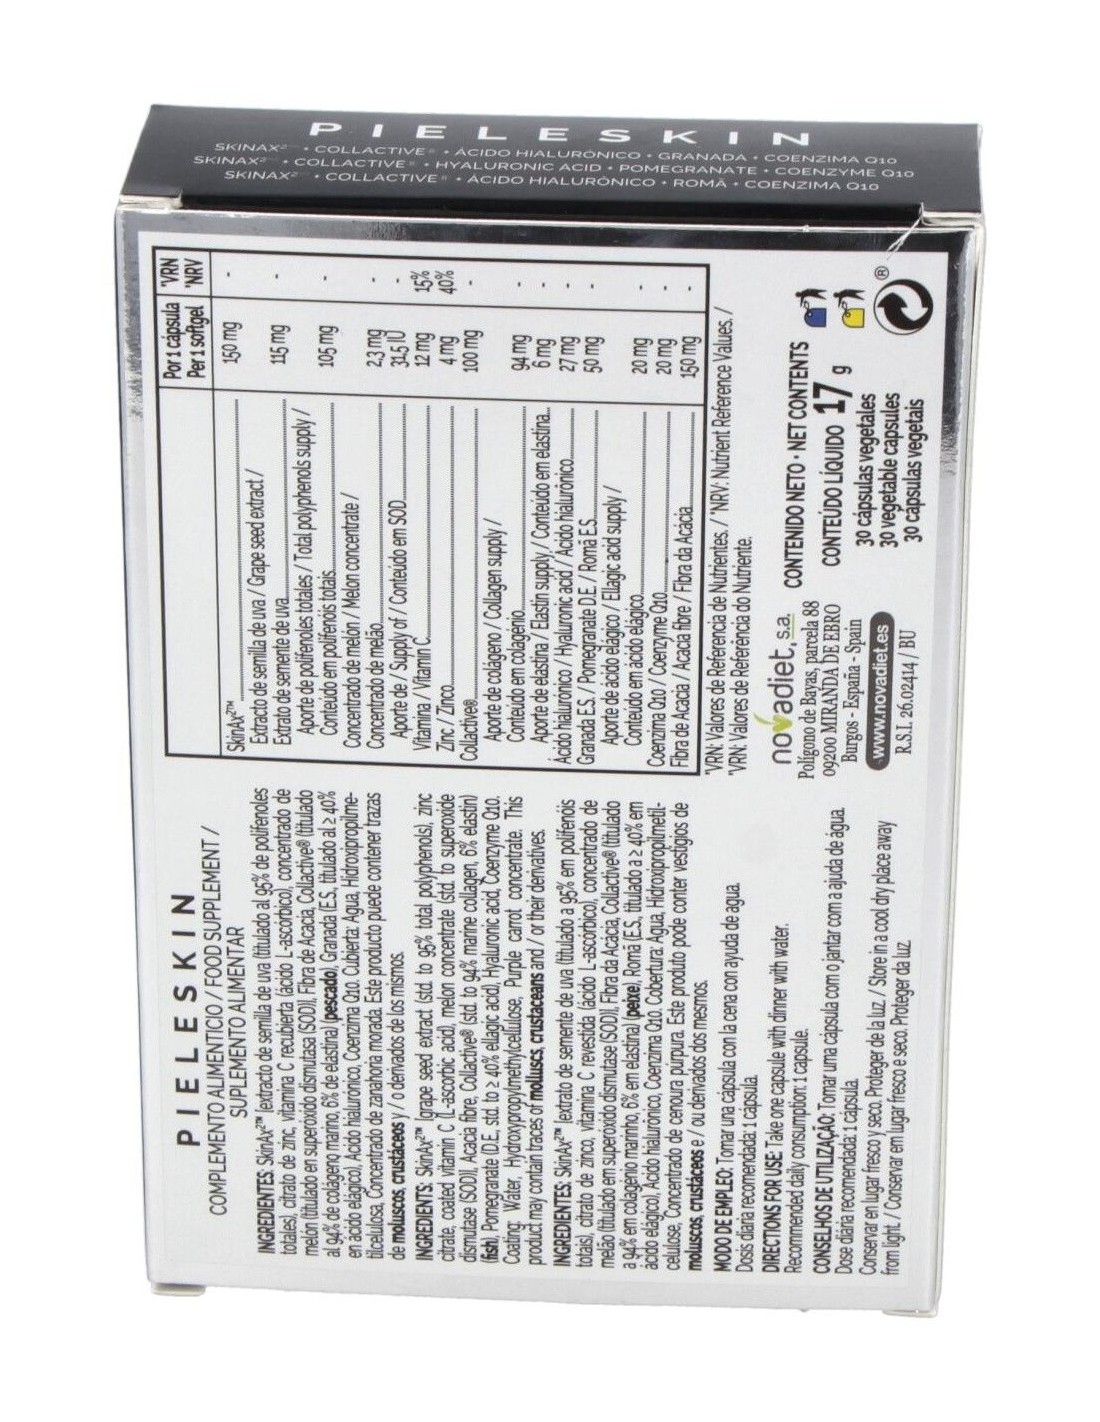 PIELESKIN
SKINAX² • COLLACTIVE® • ÁCIDO HIALURÓNICO • GRANADA • COENZIMA Q10
SKINAX² • COLLACTIVE® • HYALURONIC ACID • POMEGRANATE • COENZYME Q10
SKINAX² • COLLACTIVE® • ÁCIDO HIALURÓNICO • ROMÃ • COENZIMA Q10
PIELESKIN
COMPLEMENTO ALIMENTICIO / FOOD SUPPLEMENT /
SUPLEMENTO ALIMENTAR
INGREDIENTES: SkinAx²™ [extracto de semilla de uva (titulado al 95% de polifenoles
totales), citrato de zinc, vitamina C recubierta (ácido L-ascórbico), concentrado de
melón (titulado en superóxido dismutasa (SOD)], Fibra de Acacia, Collactive® (titulado
al 94% de colágeno marino, 6% de elastina) (pescado), Granada (E.S., titulado al ≥ 40%
en ácido elágico), Ácido hialurónico, Coenzima Q10. Cubierta: Agua, Hidroxipropilme-
tilcelulosa, Concentrado de zanahoria morada. Este producto puede contener trazas
de moluscos, crustáceos y / o derivados de los mismos.
INGREDIENTS: SkinAx²™ [grape seed extract (std. to 95% total polyphenols), zinc
citrate, coated vitamin C (L-ascorbic acid), melon concentrate (std. to superoxide
dismutase (SOD)], Acacia fibre, Collactive® (std. to 94% marine collagen, 6% elastin)
(fish), Pomegranate (D.E., std. to ≥ 40% ellagic acid), Hyaluronic acid, Coenzyme Q10.
Coating: Water, Hydroxypropylmethylcellulose, Purple carrot concentrate. This
product may contain traces of molluscs, crustaceans and / or their derivatives.
INGREDIENTES: SkinAx²™ [extrato de semente de uva (titulado a 95% em polifenóis
totais), citrato de zinco, vitamina C revestida (ácido L-ascórbico), concentrado de
melão (titulado em superóxido dismutase (SOD)], Fibra da Acácia, Collactive® (titulado
a 94% em colagénio marinho, 6% em elastina) (peixe), Romã (E.S., titulado a ≥ 40% em
ácido elágico), Ácido hialurónico, Coenzima Q10. Cobertura: Água, Hidroxipropilmetil-
celulose, Concentrado de cenoura púrpura. Este produto pode conter vestígios de
moluscos, crustáceos e / ou derivados dos mesmos.
MODO DE EMPLEO: Tomar una cápsula con la cena con ayuda de agua.
Dosis diaria recomendada: 1 cápsula.
DIRECTIONS FOR USE: Take one capsule with dinner with water.
Recommended daily consumption: 1 capsule.
CONSELHOS DE UTILIZAÇÃO: Tomar uma cápsula com o jantar com a ajuda de água.
Dose diária recomendada: 1 cápsula.
Conservar en lugar fresco y seco. Proteger de la luz. / Store in a cool dry place away
from light. / Conservar em lugar fresco e seco. Proteger da luz.
Por 1 cápsula *VRN
Per 1 softgel *NRV
SkinAx²™ 150 mg -
Extracto de semilla de uva / Grape seed extract /
Extrato de semente de uva 115 mg -
Aporte de polifenoles totales / Total polyphenols supply /
Conteúdo em polifenóis totais 105 mg -
Concentrado de melón / Melon concentrate /
Concentrado de melão 2.3 mg -
Aporte de / Supply of / Conteúdo em SOD 31.5 IU -
Vitamina / Vitamin C 12 mg 15%
Zinc / Zinco 4 mg 40%
Collactive® 100 mg -
Aporte de colágeno / Collagen supply /
Conteúdo em colagénio 94 mg -
Aporte de elastina / Elastin supply / Conteúdo em elastina 6 mg -
Ácido hialurónico / Hyaluronic acid / Ácido hialurónico 27 mg -
Granada E.S. / Pomegranate D.E. / Romã E.S. 50 mg -
Aporte de ácido elágico / Ellagic acid supply /
Conteúdo em ácido elágico 20 mg -
Coenzima Q10 / Coenzyme Q10 20 mg -
Fibra de Acacia / Acacia fibre / Fibra da Acácia 150 mg -
*VRN: Valores de Referencia de Nutrientes. / *NRV: Nutrient Reference Values. /
*VRN: Valores de Referência do Nutriente.
novadiet, s.a.
Polígono de Bayas, parcela 88
09200 MIRANDA DE EBRO
Burgos - España - Spain
www.novadiet.es
R.S.I. 26.02414 / BU
CONTENIDO NETO • NET CONTENTS
CONTEÚDO LÍQUIDO 17 g
30 cápsulas vegetales
30 vegetable capsules
30 cápsulas vegetais
®